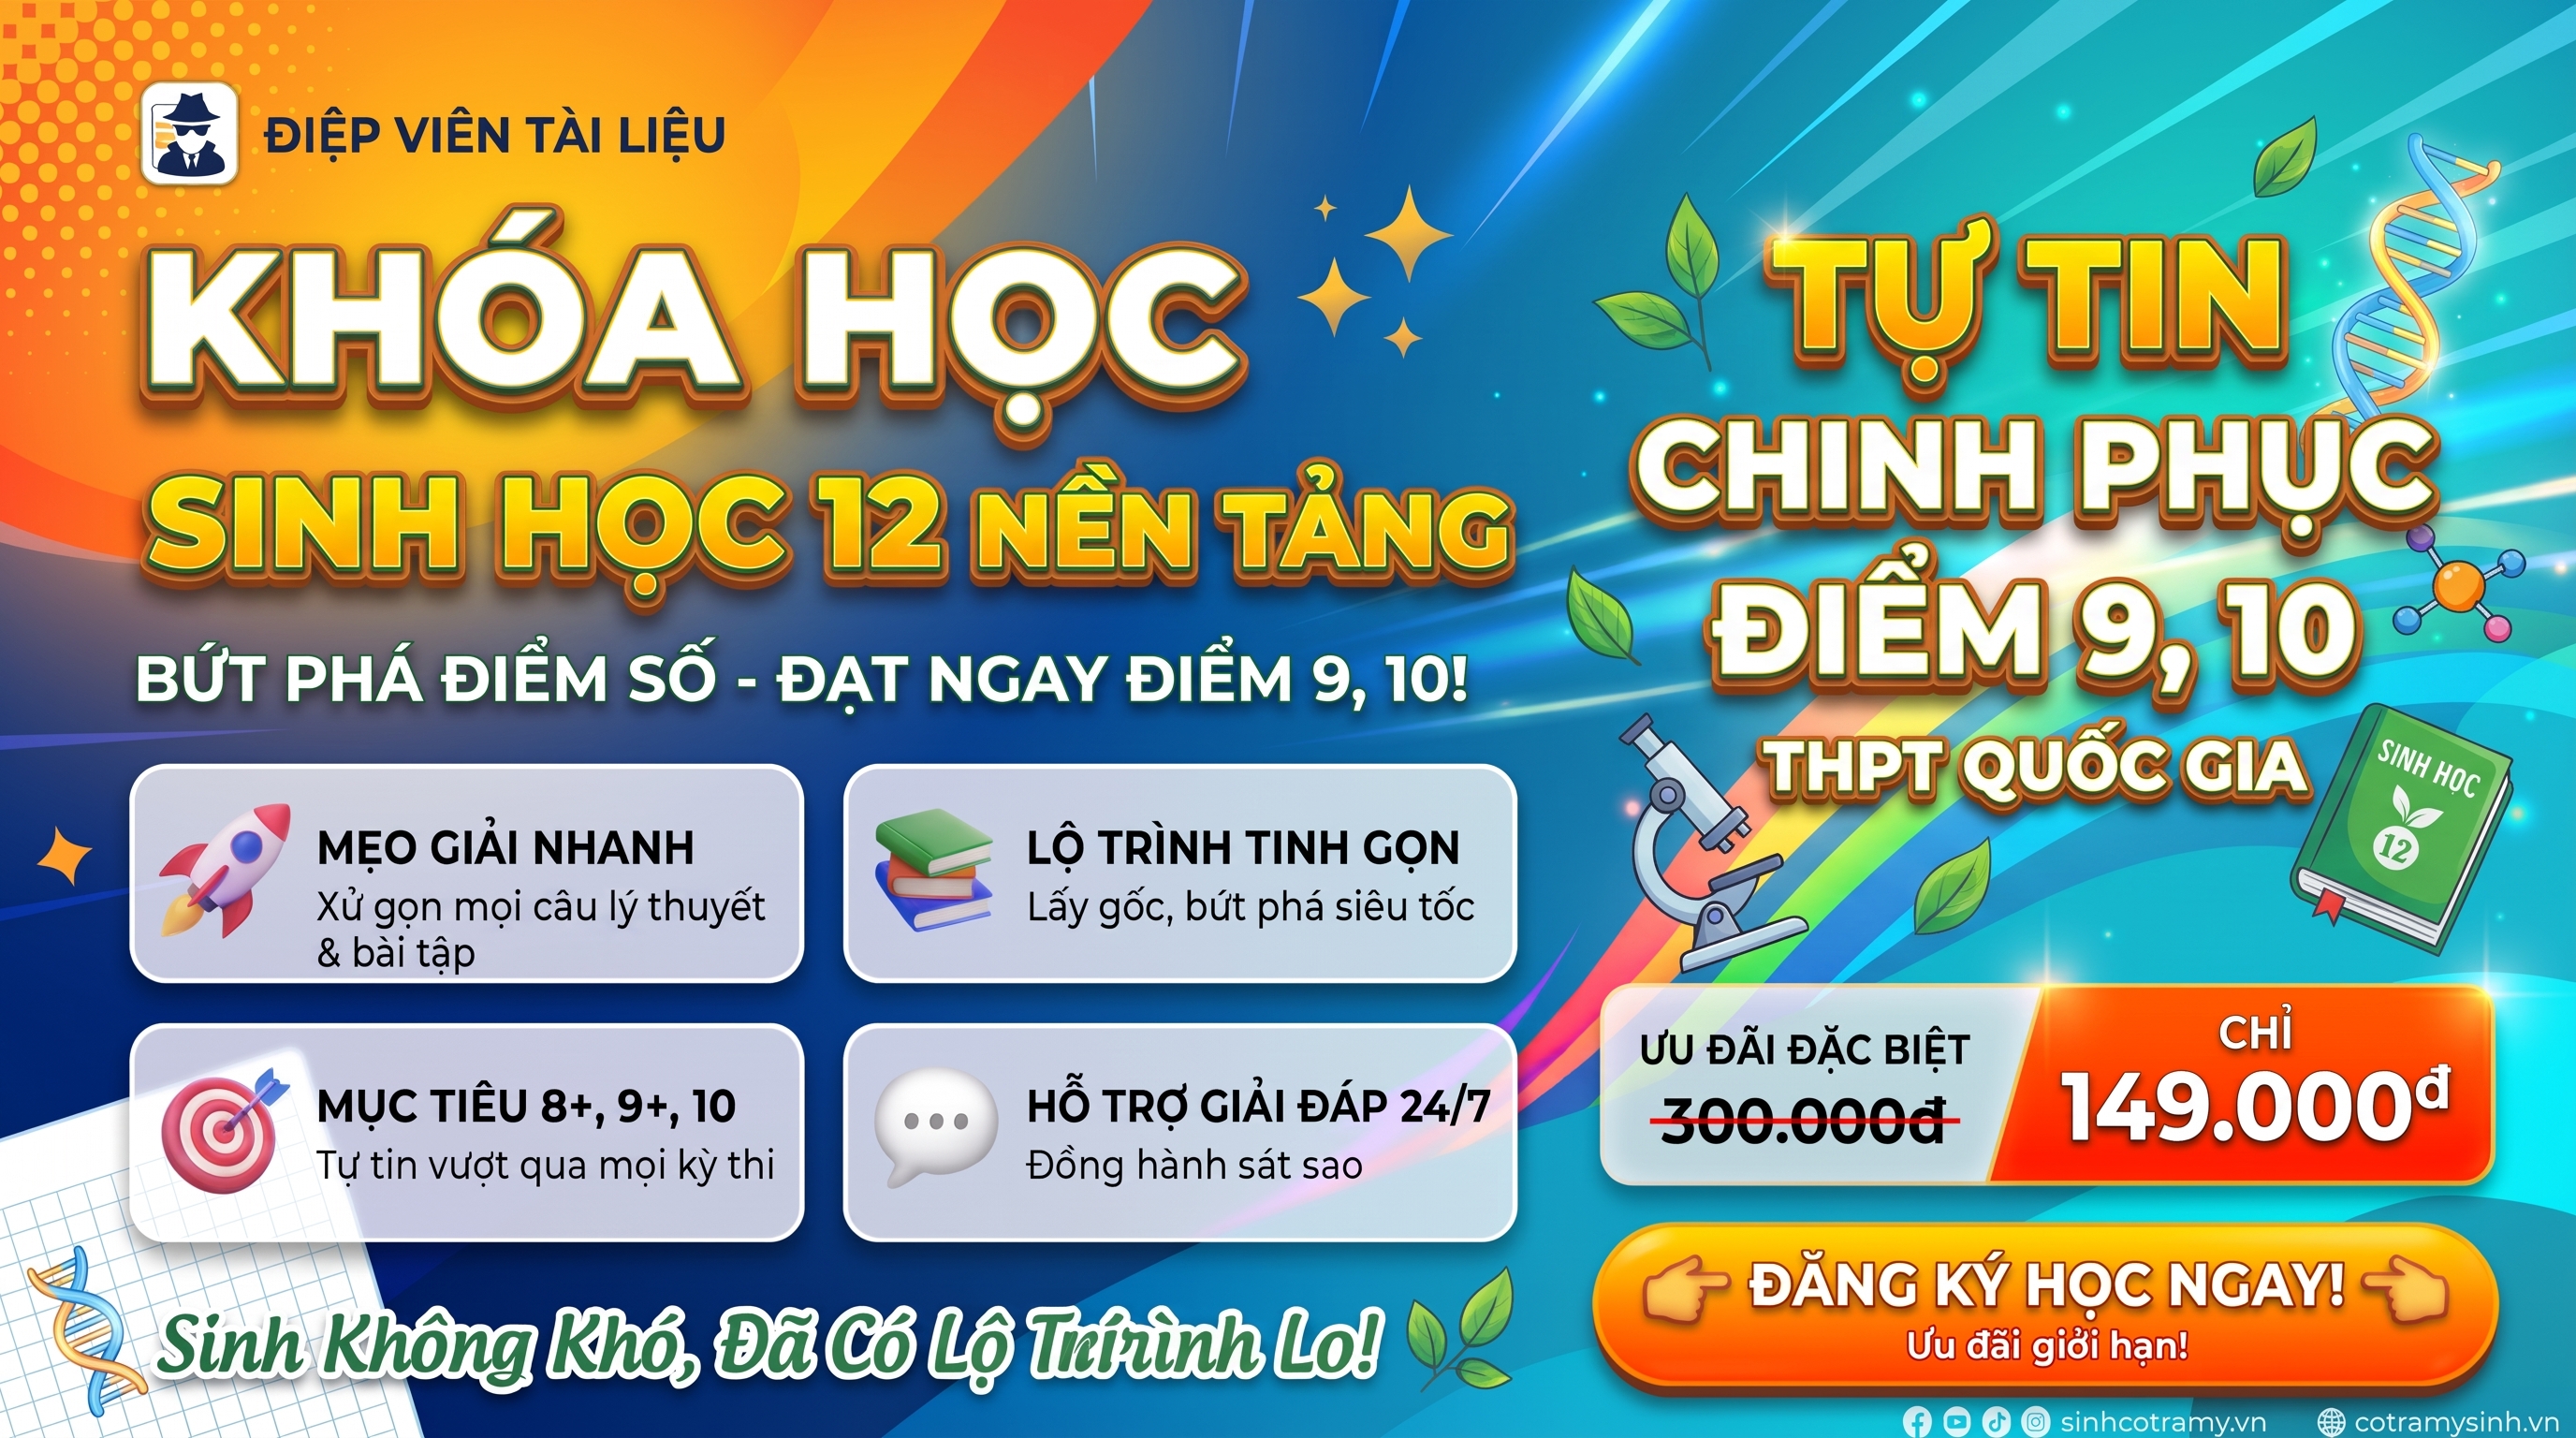 ĐIỆP VIÊN TÀI LIỆU
KHÓA HỌC
SINH HỌC 12 NỀN TẢNG
BỨT PHÁ ĐIỂM SỐ - ĐẠT NGAY ĐIỂM 9, 10!
MẸO GIẢI NHANH
Xử gọn mọi câu lý thuyết
& bài tập
LỘ TRÌNH TINH GỌN
Lấy gốc, bứt phá siêu tốc
MỤC TIÊU 8+, 9+, 10
Tự tin vượt qua mọi kỳ thi
HỖ TRỢ GIẢI ĐÁP 24/7
Đồng hành sát sao
Sinh Không Khó, Đã Có Lộ Lo!
TỰ TIN
CHINH PHỤC
ĐIỂM 9, 10
THPT QUỐC GIA
SINH HỌC
12
ƯU ĐÃI ĐẶC BIỆT
300.000đ
CHỈ
149.000đ
ĐĂNG KÝ HỌC NGAY!
Ưu đãi giởi hạn!
sinhcotramy.vn cotramysinh.vn